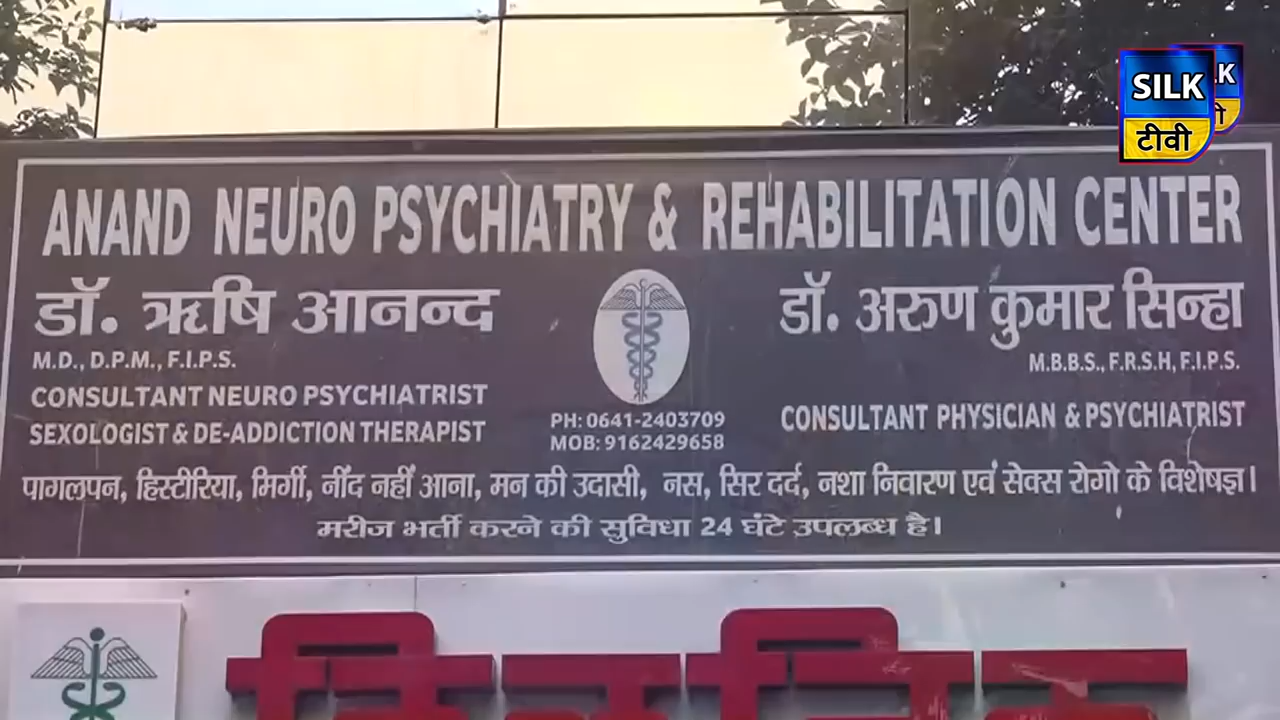 SILK
टीवी
ANAND NEURO PSYCHIATRY & REHABILITATION CENTER
डॉ. ऋषि आनन्द
M.D., D.P.M., F.I.P.S.
CONSULTANT NEURO PSYCHIATRIST
SEXOLOGIST & DE-ADDICTION THERAPIST
PH: 0641-2403709
MOB: 9162429658
डॉ. अरुण कुमार सिन्हा
M.B.B.S., F.R.S.H, F.I.P.S.
CONSULTANT PHYSICIAN & PSYCHIATRIST
पागलपन, हिस्टीरिया, मिर्गी, नींद नहीं आना, मन की उदासी, नस, सिर दर्द, नशा निवारण एवं सेक्स रोगो के विशेषज्ञ।
मरीज भर्ती करने की सुविधा 24 घंटे उपलब्ध है।